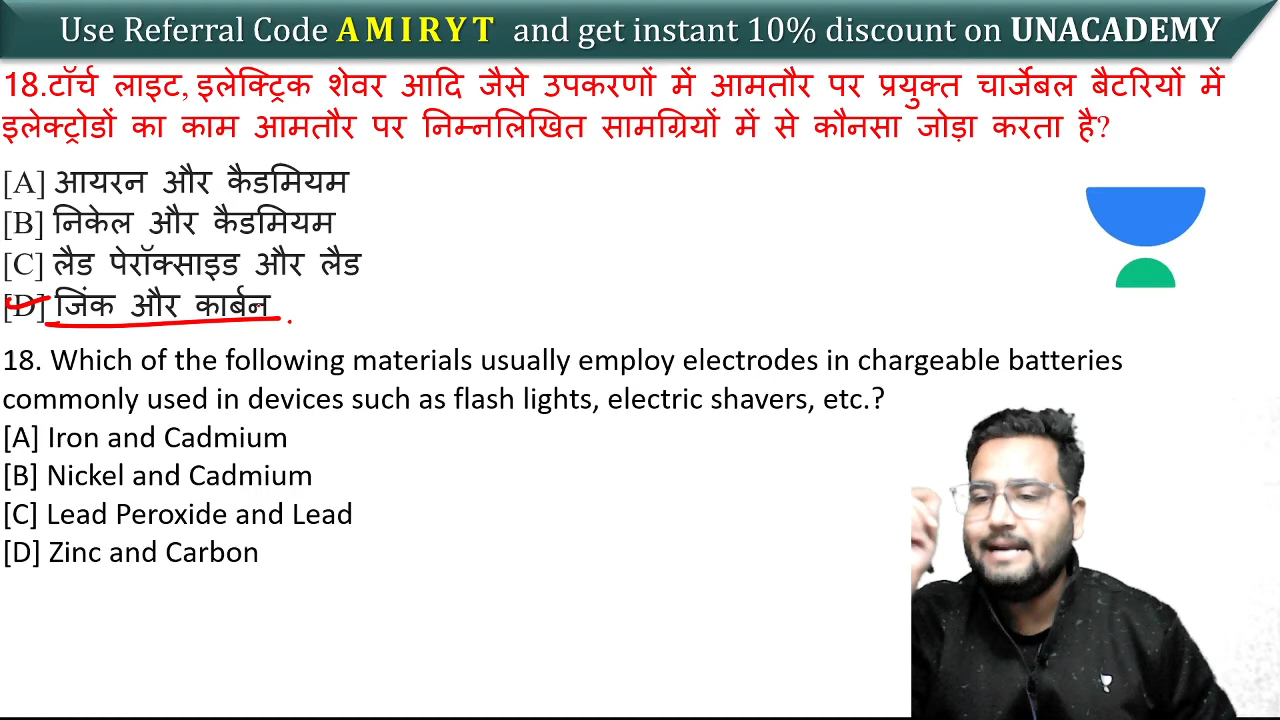 Use Referral Code AMIRYT and get instant 10% discount on UNACADEMY
18.टॉर्च लाइट, इलेक्ट्रिक शेवर आदि जैसे उपकरणों में आमतौर पर प्रयुक्त चार्जेबल बैटरियों में
इलेक्ट्रोडों का काम आमतौर पर निम्नलिखित सामग्रियों में से कौनसा जोड़ा करता है?
[A] आयरन और कैडमियम
[B] निकेल और कैडमियम
[C] लैड पेरॉक्साइड और लैड
[D] जिंक और कार्बन
18. Which of the following materials usually employ electrodes in chargeable batteries
commonly used in devices such as flash lights, electric shavers, etc.?
[A] Iron and Cadmium
[B] Nickel and Cadmium
[C] Lead Peroxide and Lead
[D] Zinc and Carbon